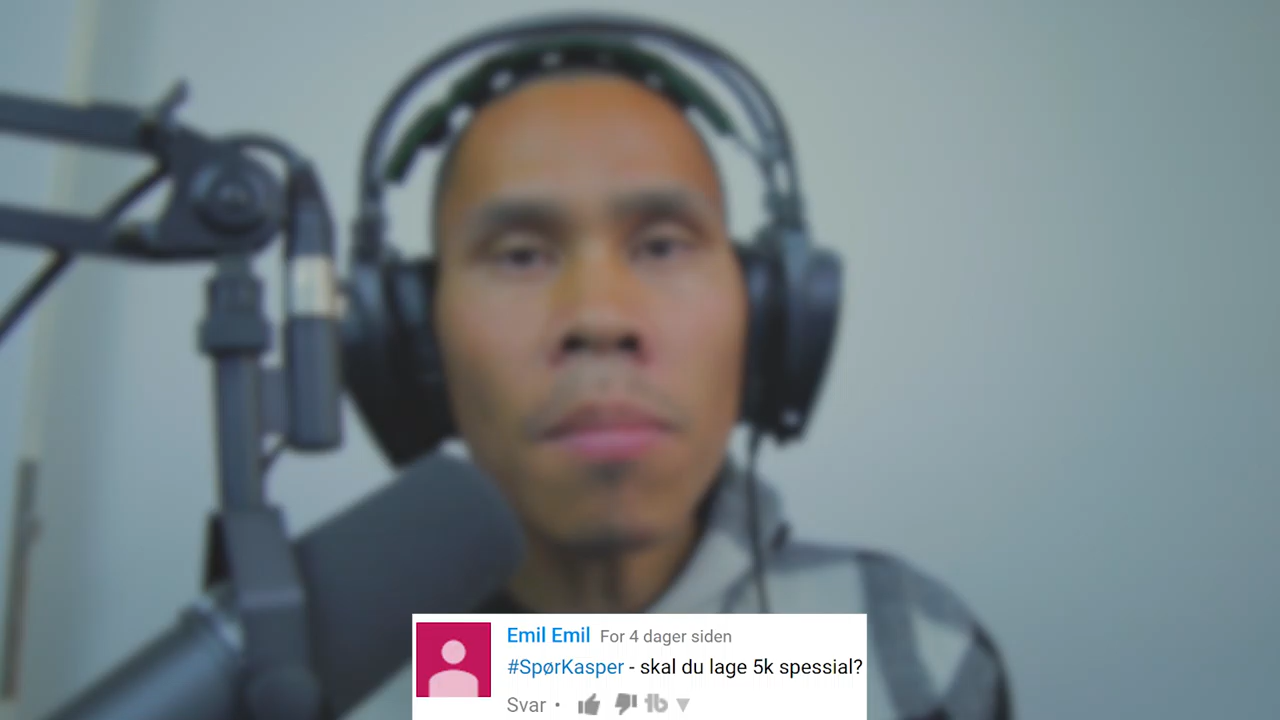 Emil Emil For 4 dager siden
#SpørKasper - skal du lage 5k spessial?
Svar •